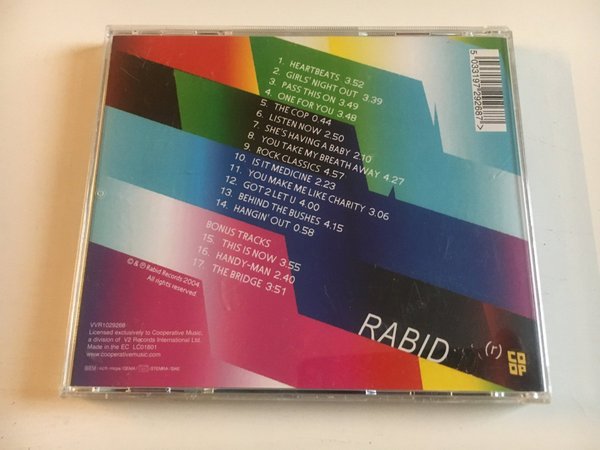 1. HEARTBEATS 3.52
2. GIRLS' NIGHT OUT 3.39
3. PASS THIS ON 3.49
4. ONE FOR YOU 3.48
5. THE COP 0.44
6. LISTEN NOW 2.50
7. SHE'S HAVING A BABY 2.10
8. YOU TAKE MY BREATH AWAY 4.27
9. ROCK CLASSICS 4.57
10. IS IT MEDICINE 2.23
11. YOU MAKE ME LIKE CHARITY 3.06
12. GOT 2 LET U 4.00
13. BEHIND THE BUSHES 4.15
14. HANGIN' OUT 0.58
BONUS TRACKS
15. THIS IS NOW 3.55
16. HANDY-MAN 2.40
17. THE BRIDGE 3:51
© & ℗ Rabid Records 2004
All rights reserved
VVR1029268
Licensed exclusively to Cooperative Music,
a division of V2 Records International Ltd.
Made in the EC LC01801
www.cooperativemusic.com
RABID (r)
CO
OP
5 033197 292687 >